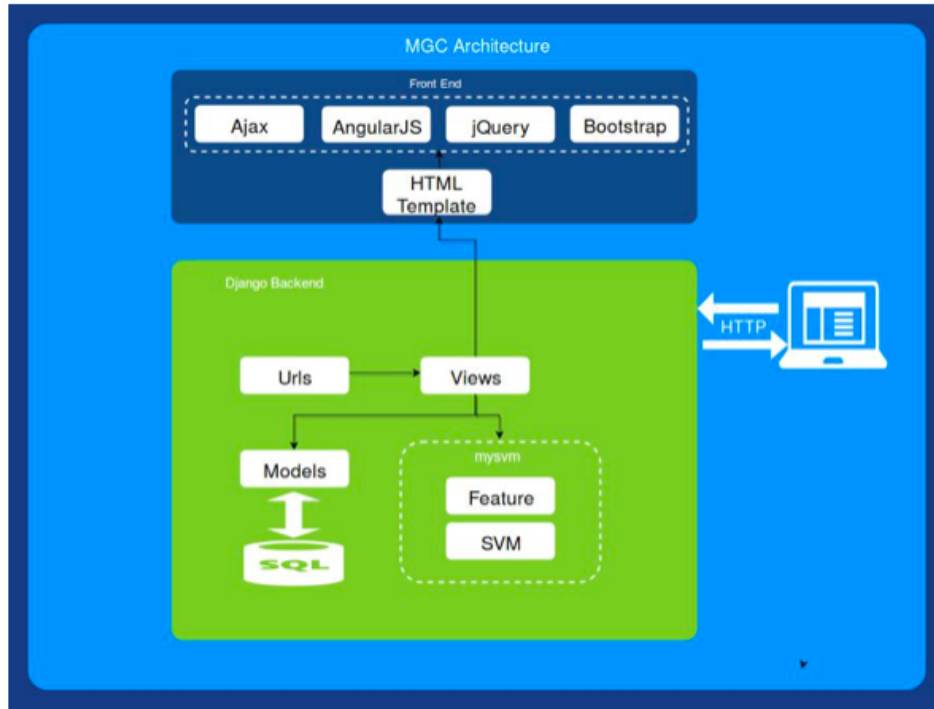 MGC Architecture
Front End
Ajax
AngularJS
jQuery
Bootstrap
HTML
Template
Django Backend
HTTP
Urls
Views
mysvm
Models
Feature
SVM
SQL